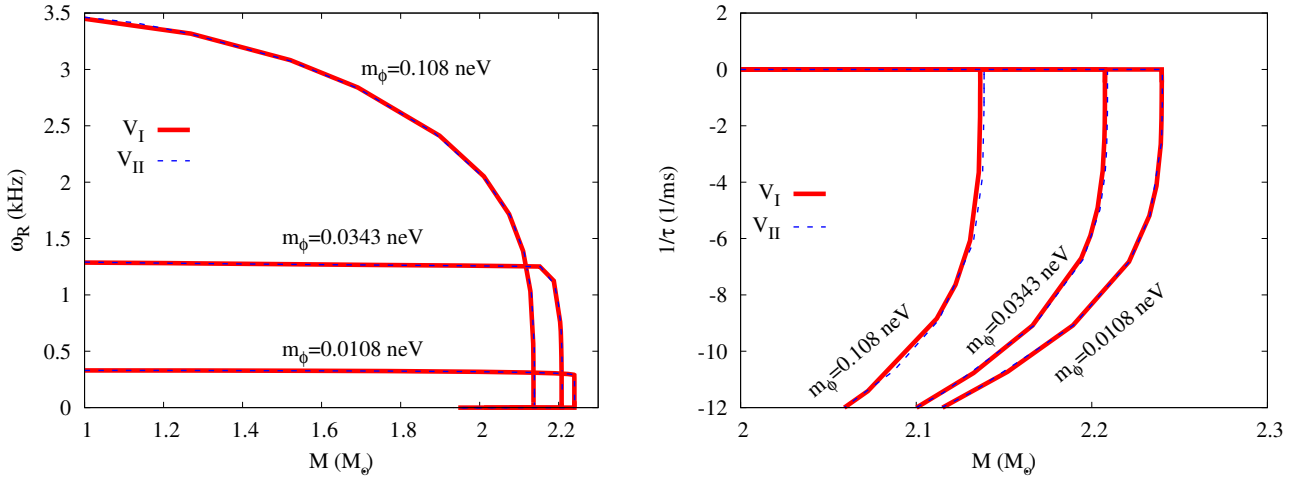 3.5
3
2.5
2
1.5
1
0.5
0
ω_R (kHz)
m_ϕ=0.108 neV
V_I
V_II
m_ϕ=0.0343 neV
m_ϕ=0.0108 neV
1 1.2 1.4 1.6 1.8 2 2.2
M (M_⊙)
0
-2
-4
-6
-8
-10
-12
1/τ (1/ms)
V_I
V_II
m_ϕ=0.108 neV
m_ϕ=0.0343 neV
m_ϕ=0.0108 neV
2 2.1 2.2 2.3
M (M_⊙)